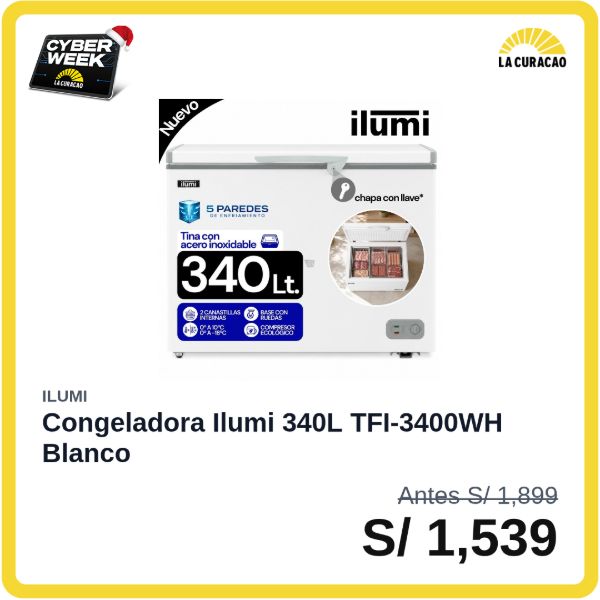 CYBER
WEEK
LA CURACAO
LA CURACAO
Nuevo
ilumi
ilumi
chapa con llave*
5 PAREDES
DE ENFRIAMIENTO
Tina con
acero inoxidable
340Lt.
2 CANASTILLAS
INTERNAS
BASE CON
RUEDAS
0° A 10°C
0° A -18°C
COMPRESOR
ECOLÓGICO
ILUMI
Congeladora Ilumi 340L TFI-3400WH
Blanco
Antes S/ 1,899
S/ 1,539